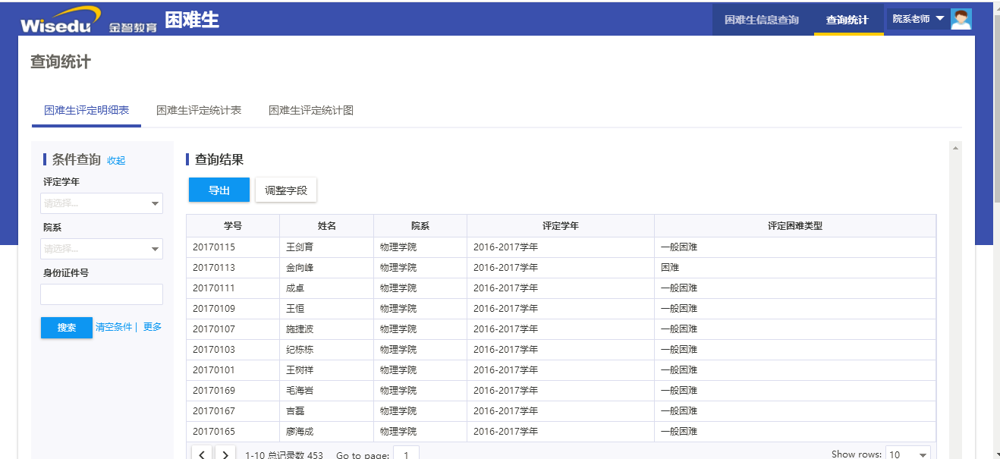 Wisedu 金智教育 困难生 困难生信息查询 查询统计 院系老师
查询统计
困难生评定明细表 困难生评定统计表 困难生评定统计图
条件查询 收起
评定学年
请选择...
院系
请选择...
身份证件号
搜索 清空条件 | 更多
查询结果
导出 调整字段
学号 姓名 院系 评定学年 评定困难类型
20170115 王剑育 物理学院 2016-2017学年 一般困难
20170113 金向峰 物理学院 2016-2017学年 困难
20170111 成卓 物理学院 2016-2017学年 一般困难
20170109 王恒 物理学院 2016-2017学年 一般困难
20170107 施捷波 物理学院 2016-2017学年 一般困难
20170103 纪栋栋 物理学院 2016-2017学年 一般困难
20170101 王树祥 物理学院 2016-2017学年 一般困难
20170169 毛海岩 物理学院 2016-2017学年 一般困难
20170167 吉磊 物理学院 2016-2017学年 一般困难
20170165 廖海成 物理学院 2016-2017学年 一般困难
1-10 总记录数 453 Go to page: 1 Show rows: 10